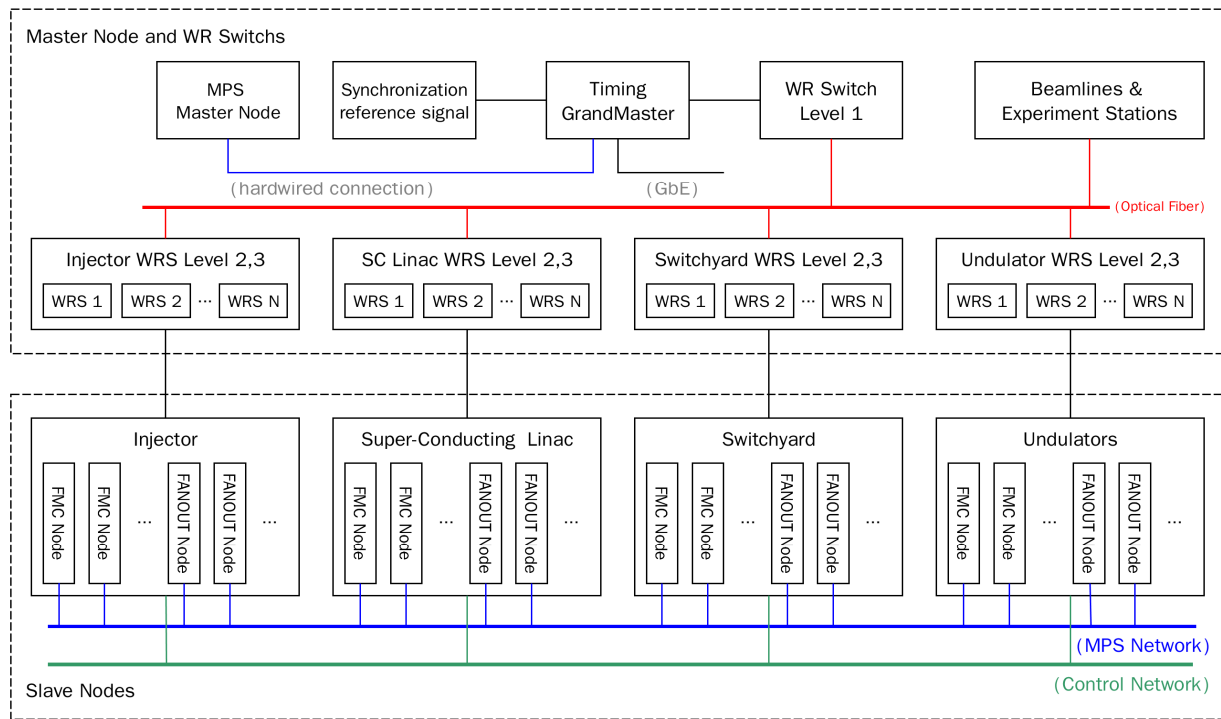 Master Node and WR Switchs
MPS
Master Node
Synchronization
reference signal
Timing
GrandMaster
WR Switch
Level 1
Beamlines &
Experiment Stations
(hardwired connection)
(GbE)
(Optical Fiber)
Injector WRS Level 2,3
WRS 1
WRS 2
...
WRS N
SC Linac WRS Level 2,3
WRS 1
WRS 2
...
WRS N
Switchyard WRS Level 2,3
WRS 1
WRS 2
...
WRS N
Undulator WRS Level 2,3
WRS 1
WRS 2
...
WRS N
Injector
FMC Node
FMC Node
...
FANOUT Node
FANOUT Node
...
Super-Conducting Linac
FMC Node
FMC Node
...
FANOUT Node
FANOUT Node
...
Switchyard
FMC Node
FMC Node
...
FANOUT Node
FANOUT Node
...
Undulators
FMC Node
FMC Node
...
FANOUT Node
FANOUT Node
...
(MPS Network)
(Control Network)
Slave Nodes